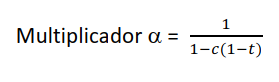 Multiplicador α = 1/(1−c(1−t))